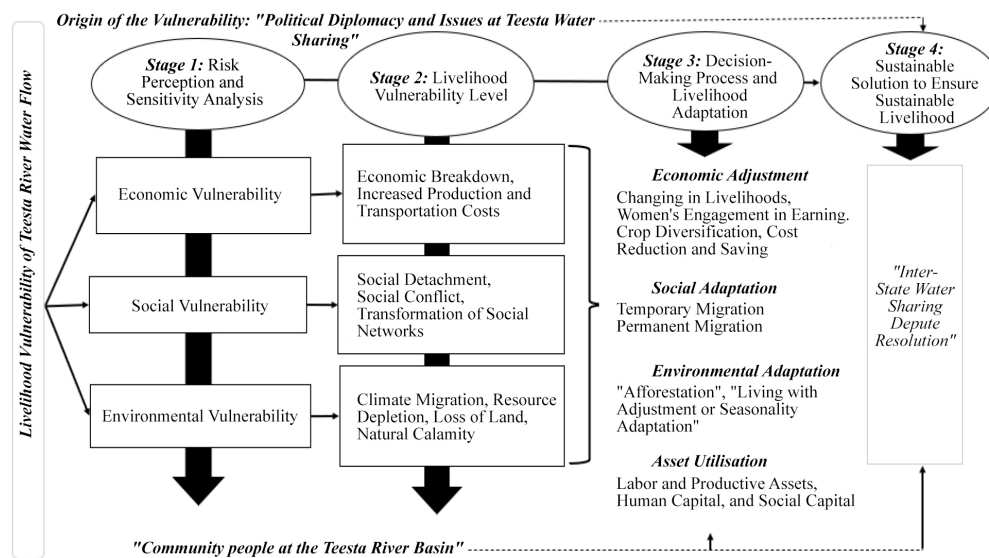 Origin of the Vulnerability: "Political Diplomacy and Issues at Teesta Water
Sharing"
Livelihood Vulnerability of Teesta River Water Flow
Stage 1: Risk
Perception and
Sensitivity Analysis
Stage 2: Livelihood
Vulnerability Level
Stage 3: Decision-
Making Process and
Livelihood
Adaptation
Stage 4:
Sustainable
Solution to Ensure
Sustainable
Livelihood
Economic Vulnerability
Economic Breakdown,
Increased Production and
Transportation Costs
Social Vulnerability
Social Detachment,
Social Conflict,
Transformation of Social
Networks
Environmental Vulnerability
Climate Migration, Resource
Depletion, Loss of Land,
Natural Calamity
Economic Adjustment
Changing in Livelihoods,
Women's Engagement in Earning.
Crop Diversification, Cost
Reduction and Saving
Social Adaptation
Temporary Migration
Permanent Migration
Environmental Adaptation
"Afforestation", "Living with
Adjustment or Seasonality
Adaptation"
Asset Utilisation
Labor and Productive Assets,
Human Capital, and Social Capital
"Inter-
State Water
Sharing
Depute
Resolution"
"Community people at the Teesta River Basin"